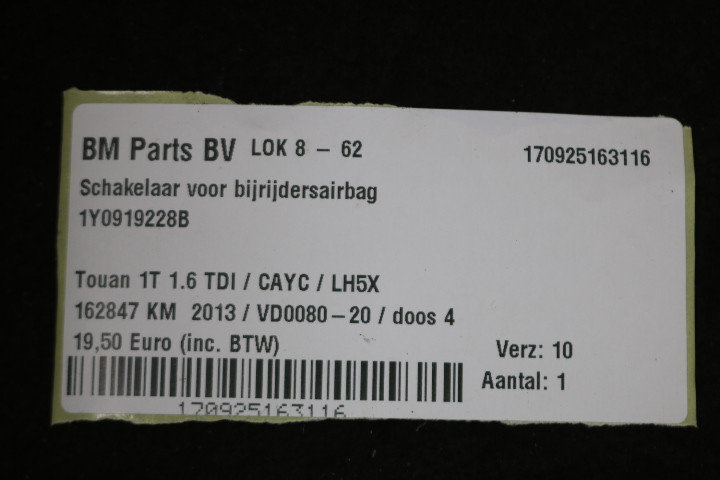 BM Parts BV LOK 8 – 62
170925163116
Schakelaar voor bijrijdersairbag
1Y0919228B
Touan 1T 1.6 TDI / CAYC / LH5X
162847 KM 2013 / VD0080–20 / doos 4
19,50 Euro (inc. BTW)
Verz: 10
Aantal: 1
170925163116